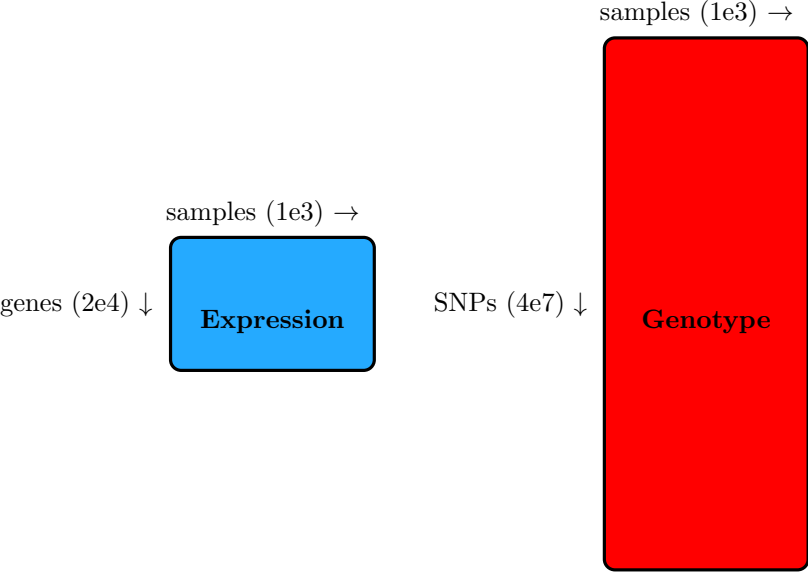 samples (1e3) →
samples (1e3) →
genes (2e4) ↓
SNPs (4e7) ↓
Expression
Genotype